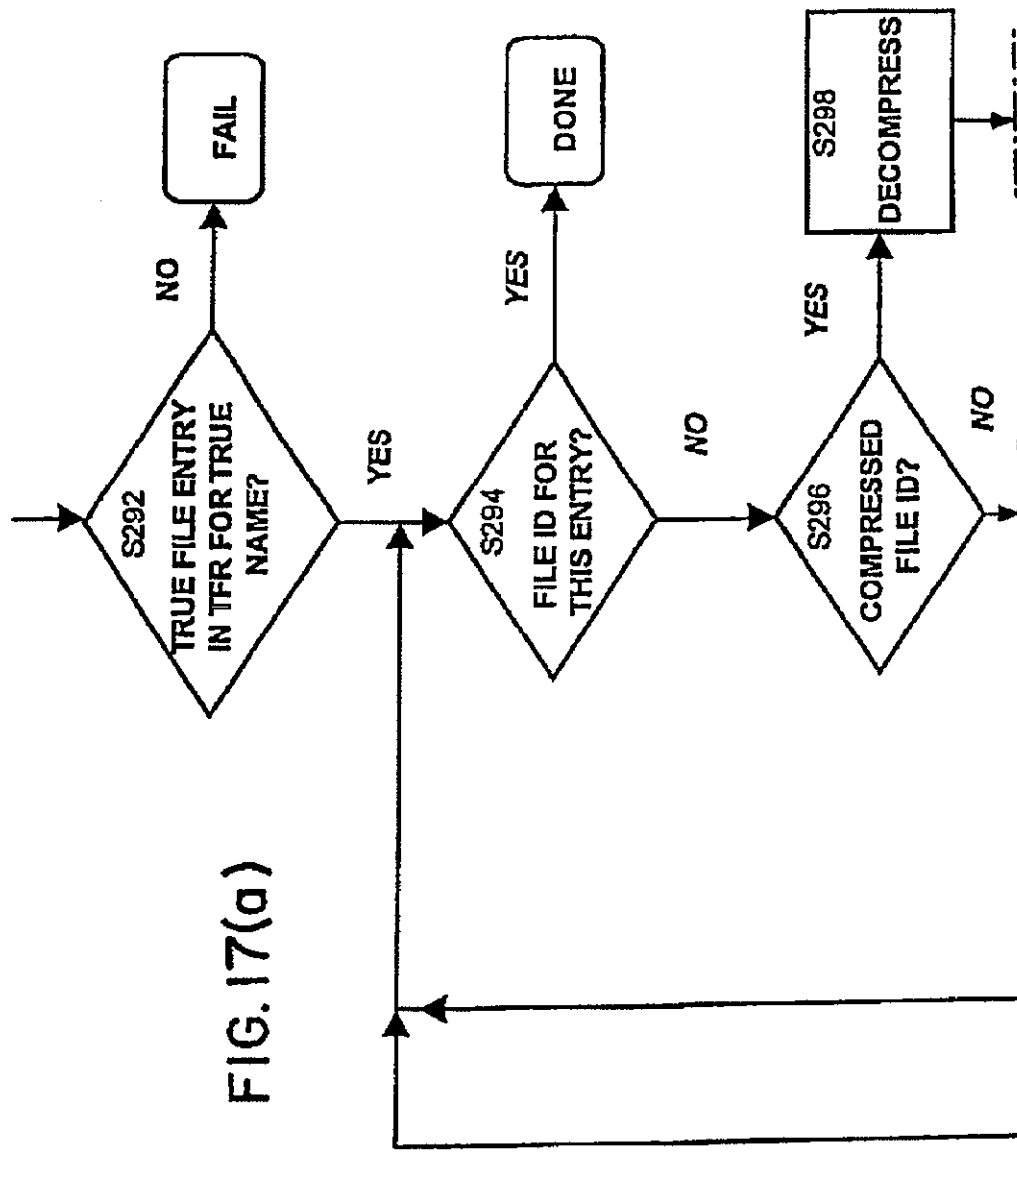 FIG. 17(a)
S292
TRUE FILE ENTRY
IN TFR FOR TRUE
NAME?
NO
FAIL
YES
S294
FILE ID FOR
THIS ENTRY?
YES
DONE
NO
S296
COMPRESSED
FILE ID?
YES
S298
DECOMPRESS
NO